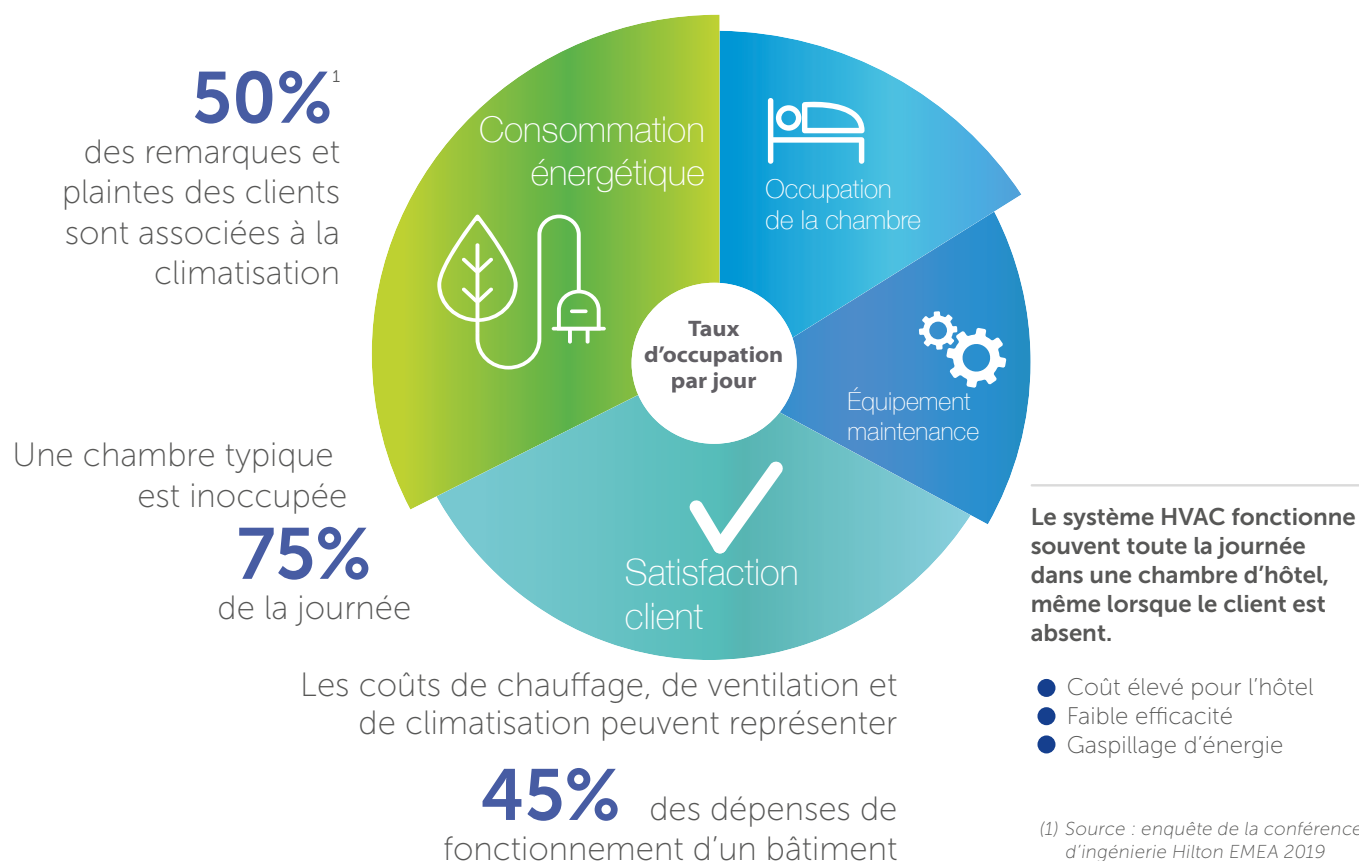 50%1
des remarques et
plaintes des clients
sont associées à la
climatisation
Consommation
énergétique
Occupation
de la chambre
Taux
d’occupation
par jour
Équipement
maintenance
Satisfaction
client
Une chambre typique
est inoccupée
75%
de la journée
Les coûts de chauffage, de ventilation et
de climatisation peuvent représenter
45% des dépenses de
fonctionnement d’un bâtiment
Le système HVAC fonctionne
souvent toute la journée
dans une chambre d’hôtel,
même lorsque le client est
absent.
● Coût élevé pour l’hôtel
● Faible efficacité
● Gaspillage d’énergie
(1) Source : enquête de la conférence
d’ingénierie Hilton EMEA 2019